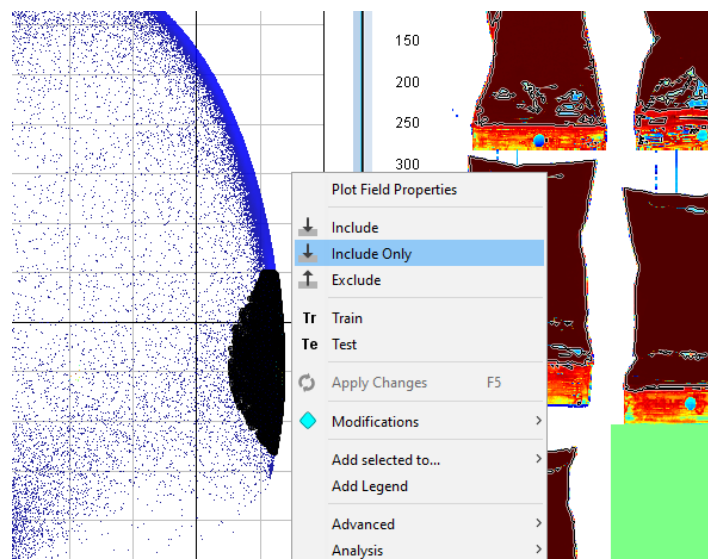 150
200
250
300
Plot Field Properties
Include
Include Only
Exclude
Tr Train
Te Test
Apply Changes F5
Modifications
Add selected to...
Add Legend
Advanced
Analysis